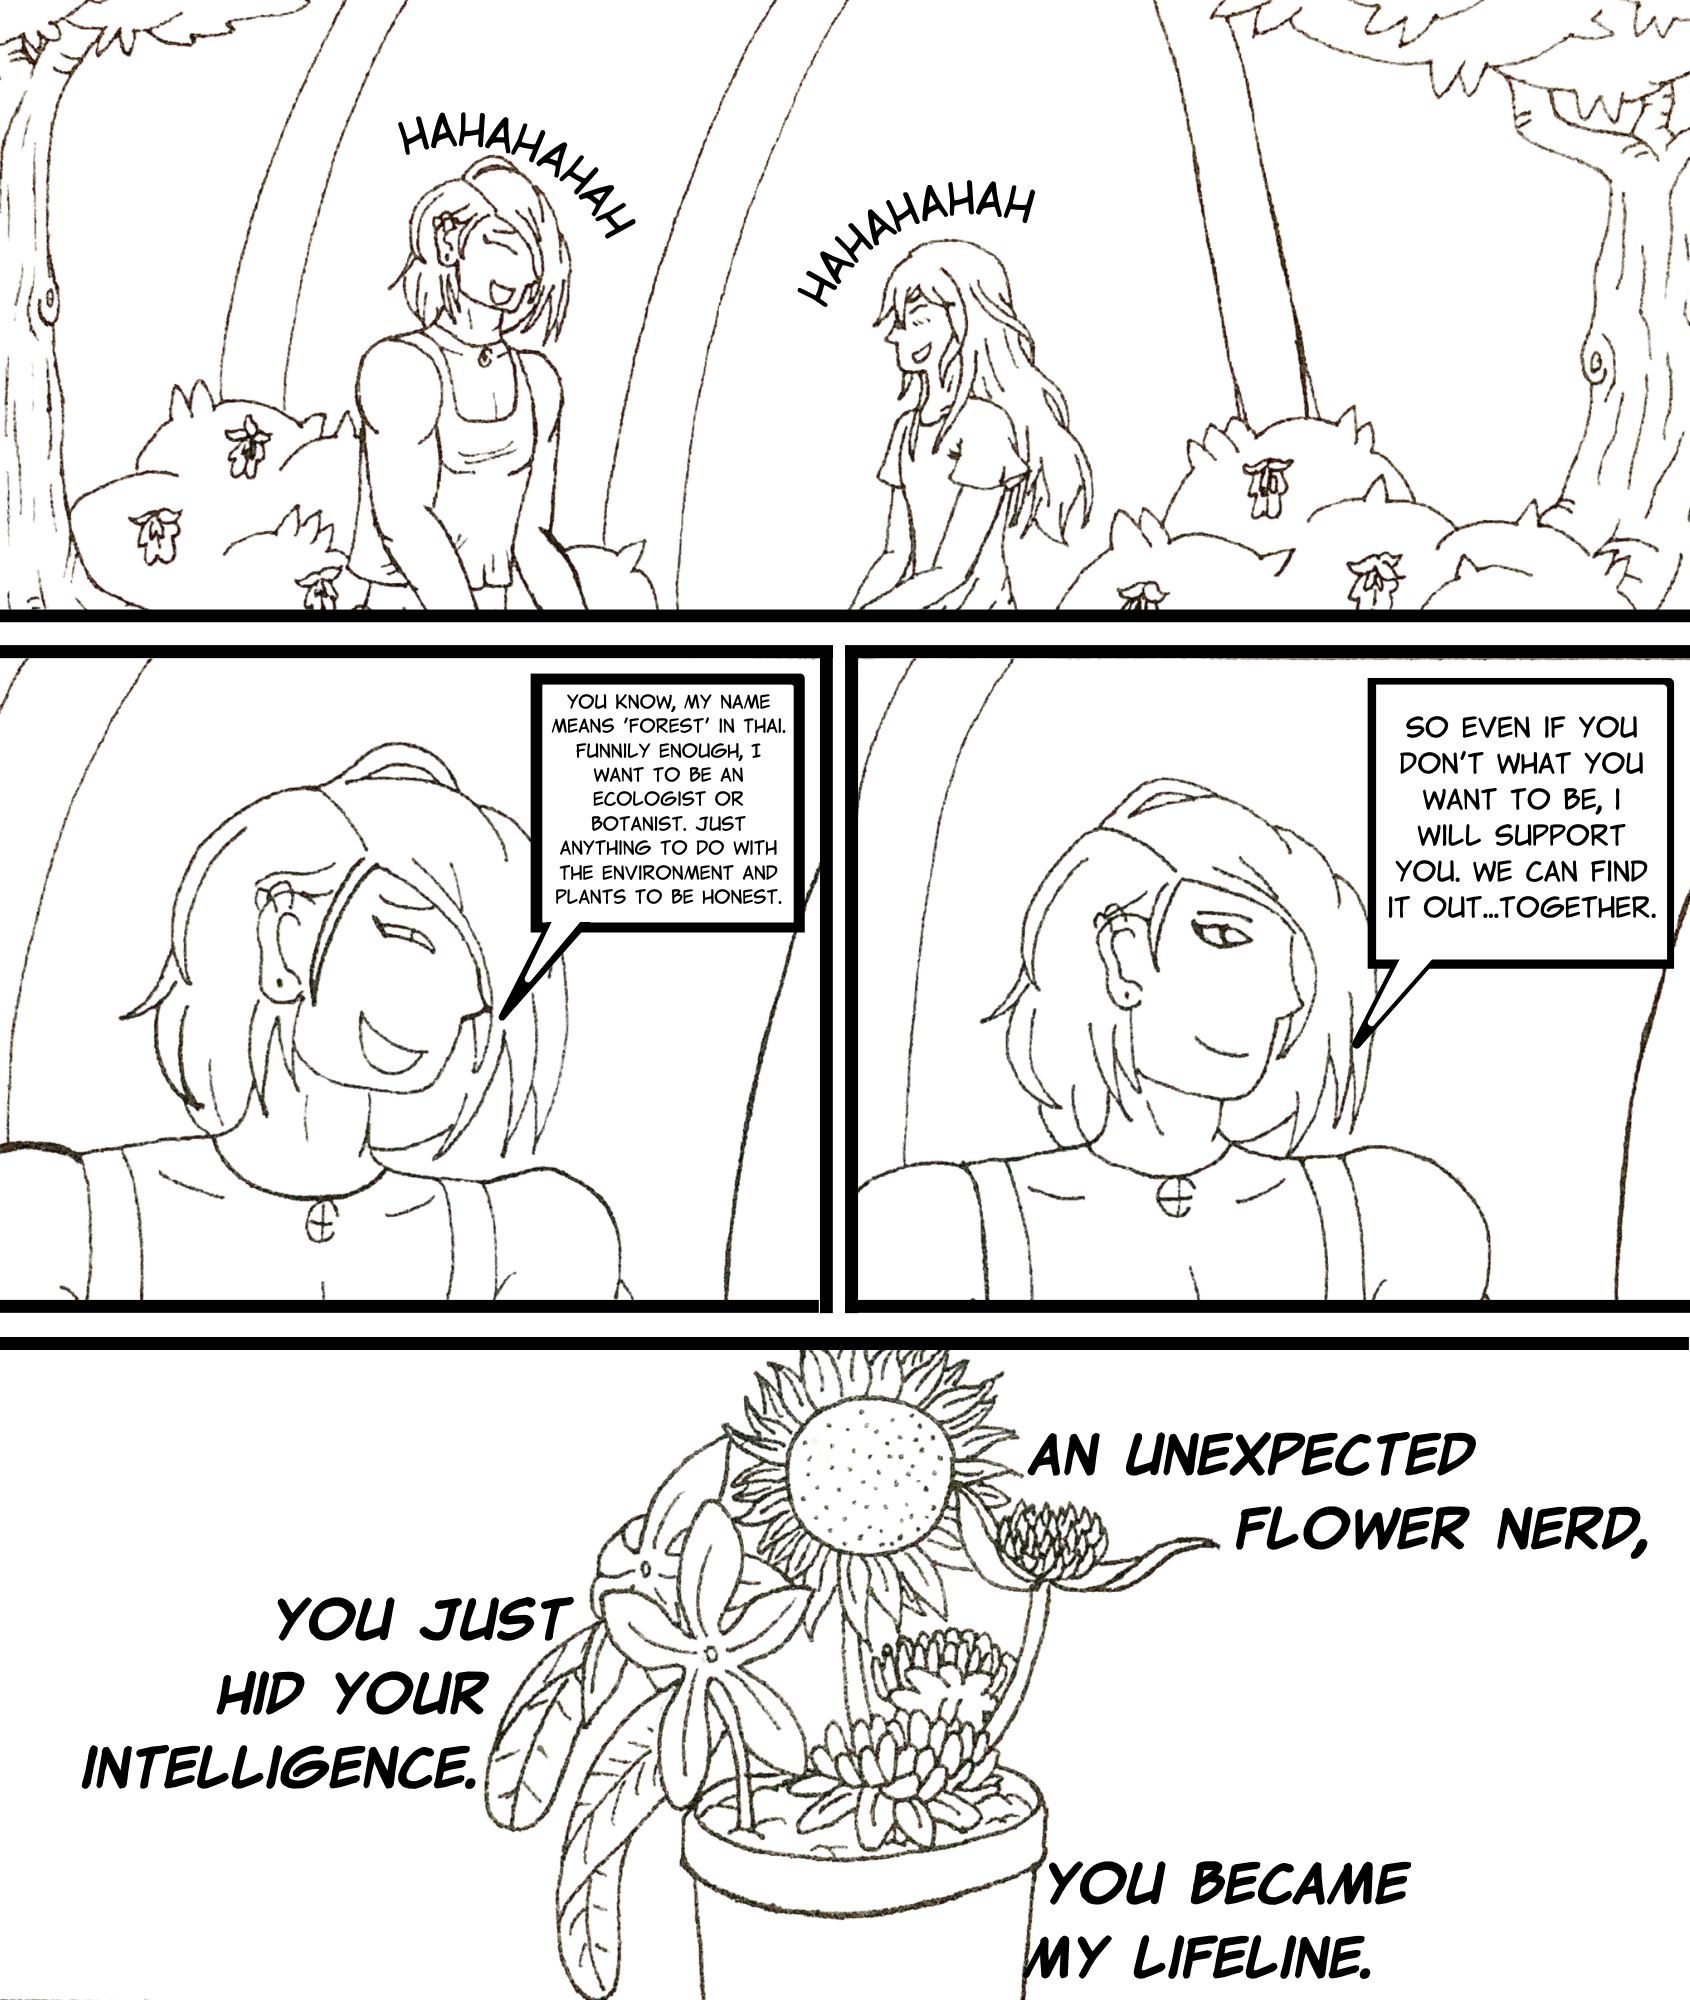 HAHAHAHAH
HAHAHAHAH
YOU KNOW, MY NAME
MEANS 'FOREST' IN THAI.
FUNNILY ENOUGH, I
WANT TO BE AN
ECOLOGIST OR
BOTANIST. JUST
ANYTHING TO DO WITH
THE ENVIRONMENT AND
PLANTS TO BE HONEST.
SO EVEN IF YOU
DON'T WHAT YOU
WANT TO BE, I
WILL SUPPORT
YOU. WE CAN FIND
IT OUT...TOGETHER.
AN UNEXPECTED
FLOWER NERD,
YOU JUST
HID YOUR
INTELLIGENCE.
YOU BECAME
MY LIFELINE.